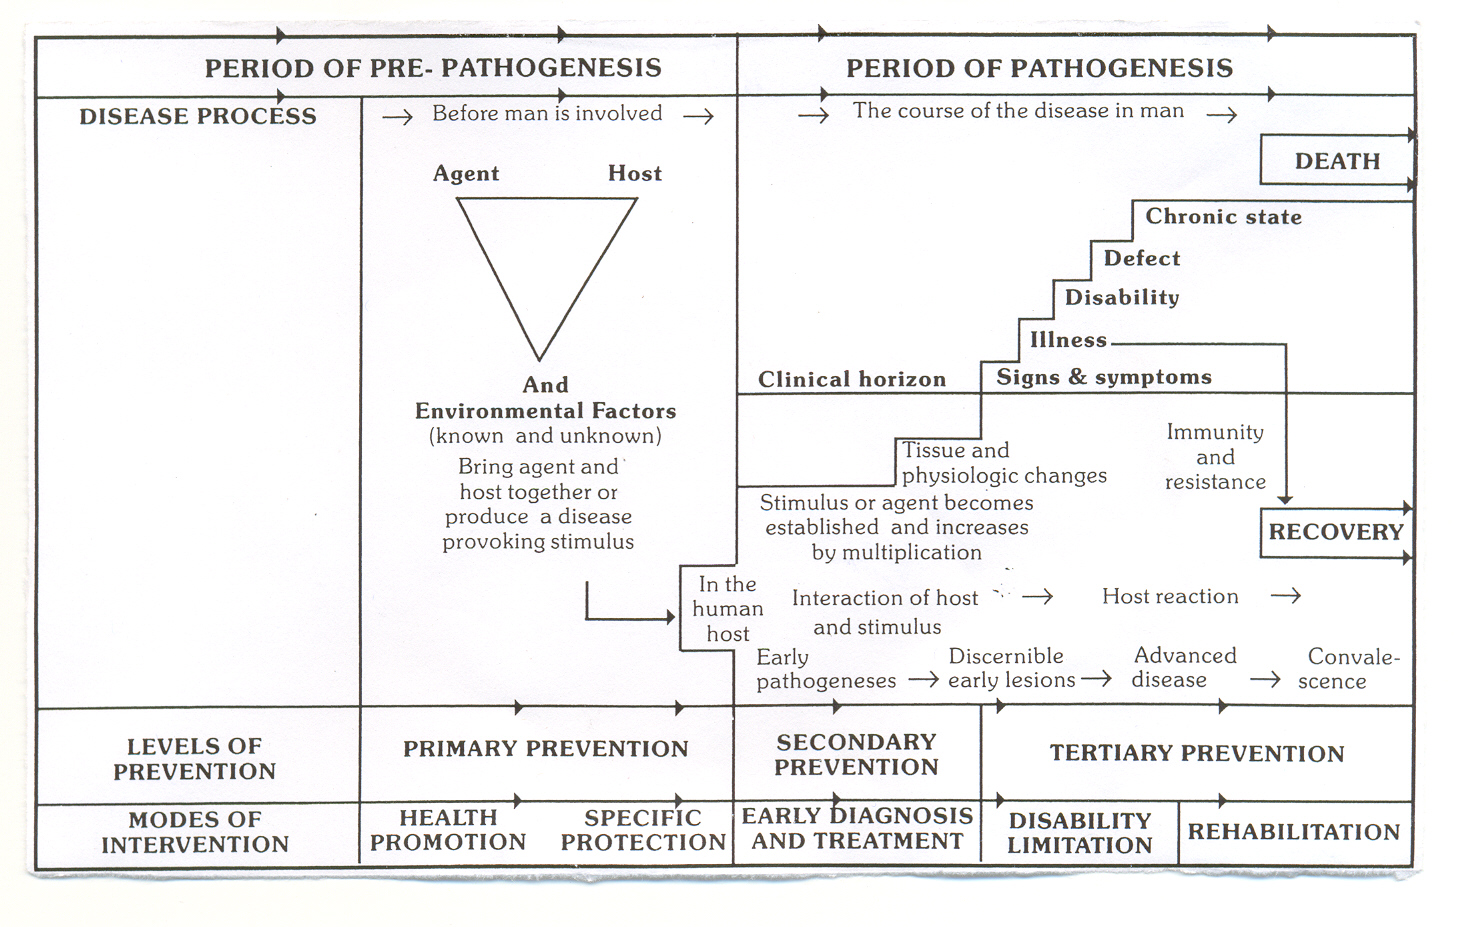 PERIOD OF PRE- PATHOGENESIS
PERIOD OF PATHOGENESIS
DISEASE PROCESS
Before man is involved
The course of the disease in man
DEATH
Agent
Host
Chronic state
Defect
Disability
Illness
Clinical horizon
Signs & symptoms
And
Environmental Factors
(known and unknown)
Bring agent and
host together or
produce a disease
provoking stimulus
Immunity
and
resistance
Tissue and
physiologic changes
Stimulus or agent becomes
established and increases
by multiplication
RECOVERY
In the
human
host
Interaction of host
and stimulus
Host reaction
Early
pathogeneses
Discernible
early lesions
Advanced
disease
Convale-
scence
LEVELS OF
PREVENTION
PRIMARY PREVENTION
SECONDARY
PREVENTION
TERTIARY PREVENTION
MODES OF
INTERVENTION
HEALTH
PROMOTION
SPECIFIC
PROTECTION
EARLY DIAGNOSIS
AND TREATMENT
DISABILITY
LIMITATION
REHABILITATION